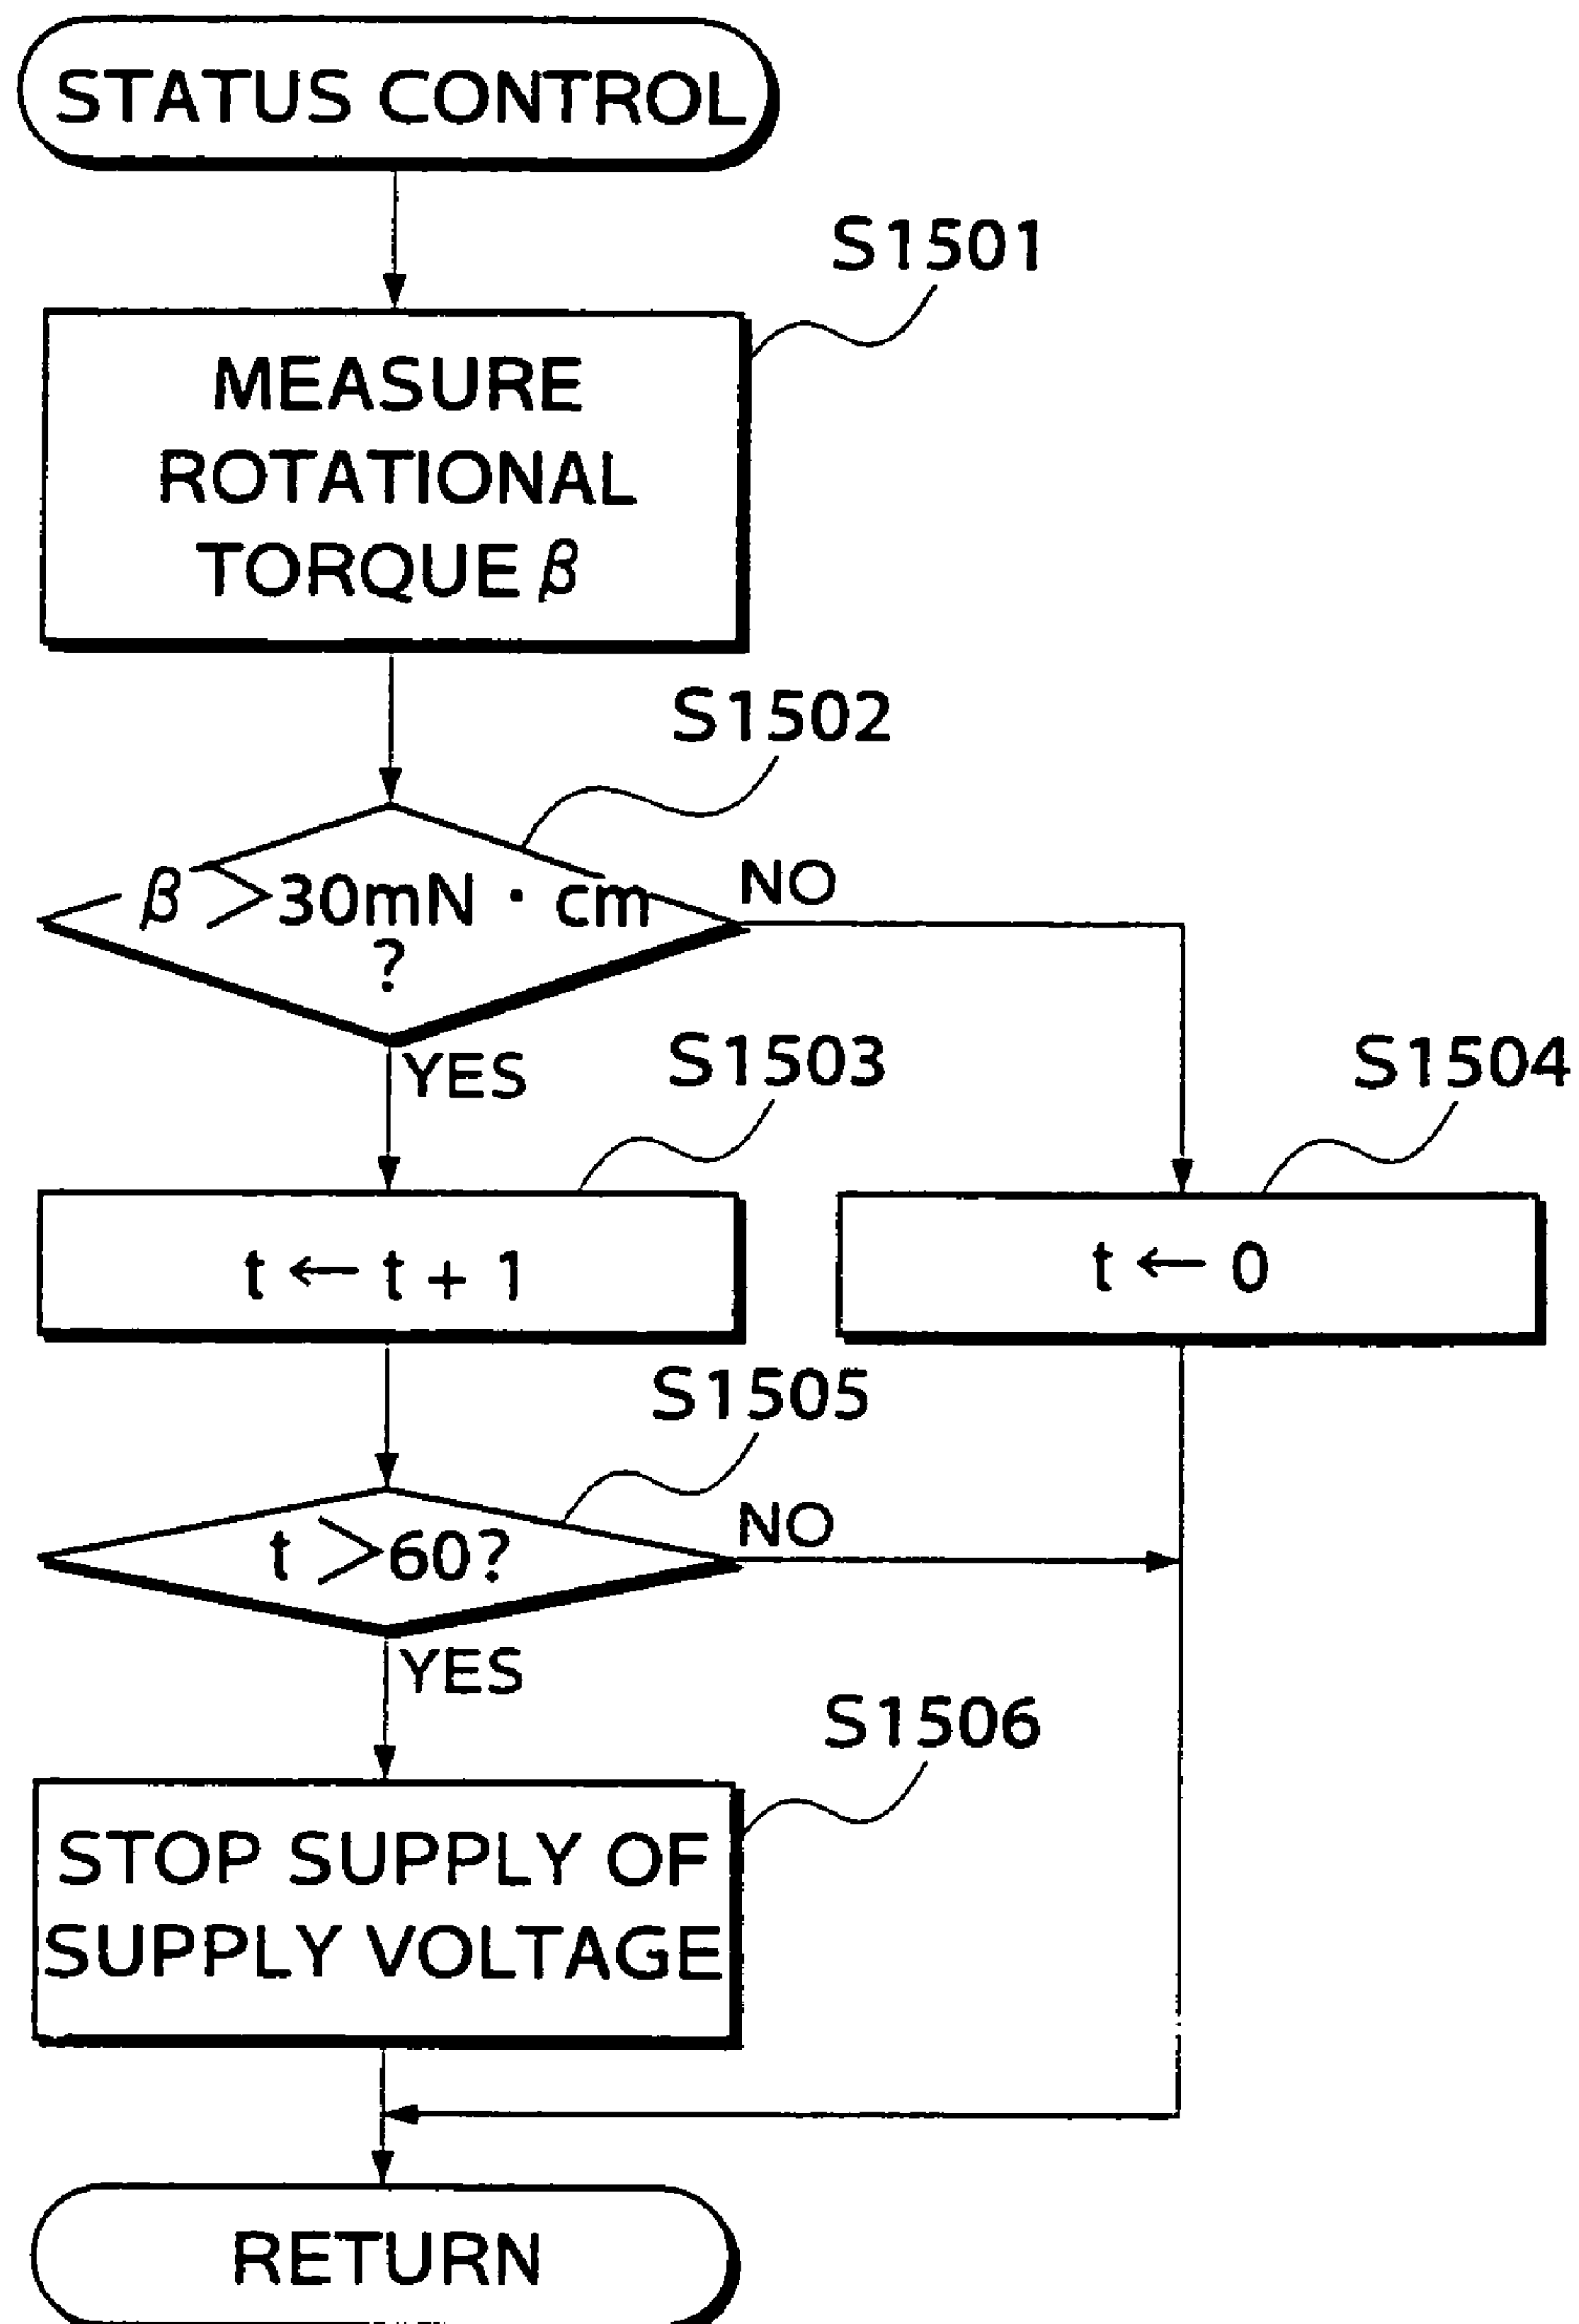 STATUS CONTROL
S1501
MEASURE
ROTATIONAL
TORQUE β
S1502
β >30mN・cm
?
NO
YES
S1503
S1504
t ← t + 1
t ← 0
S1505
t >60?
NO
YES
S1506
STOP SUPPLY OF
SUPPLY VOLTAGE
RETURN